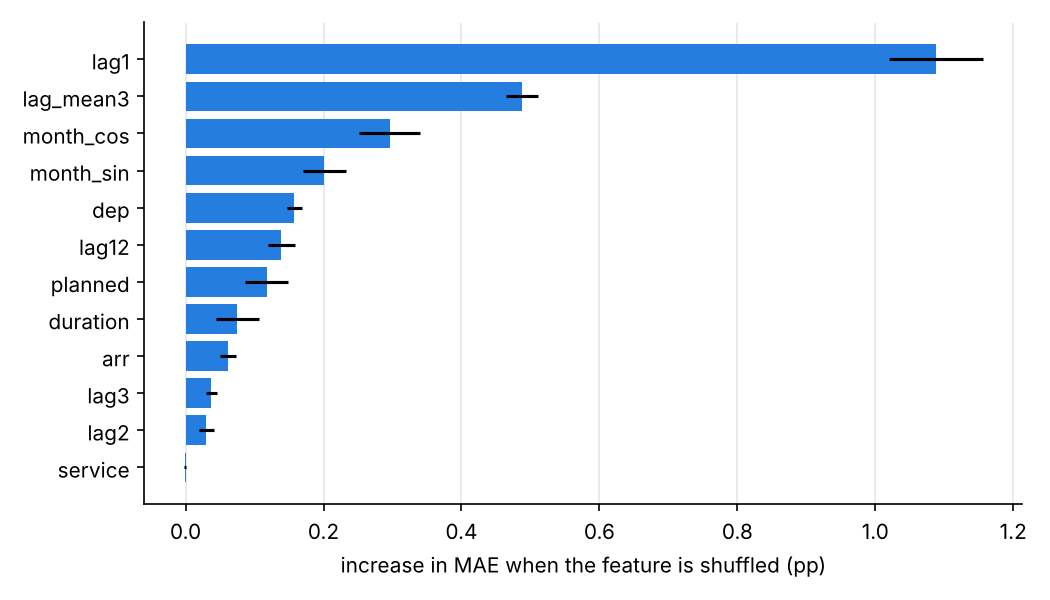 lag1
lag_mean3
month_cos
month_sin
dep
lag12
planned
duration
arr
lag3
lag2
service
0.0 0.2 0.4 0.6 0.8 1.0 1.2
increase in MAE when the feature is shuffled (pp)